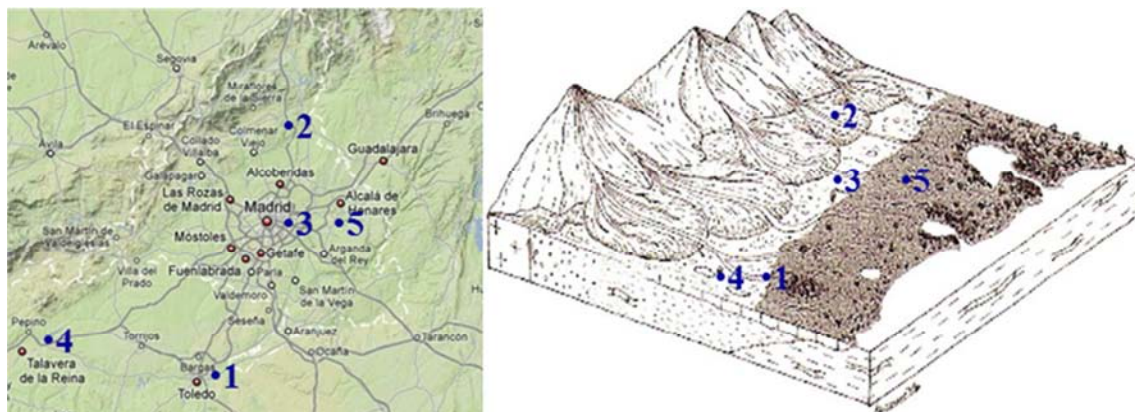 Arévalo
Segovia
Miraflores
de la Sierra
Brihuega
El Espinar
Colmenar
Viejo
2
Collado
Villalba
Guadalajara
Ávila
Galapagar
Alcobendas
Las Rozas
de Madrid
Alcalá de
Henares
Madrid
3
5
San Martín de
Valdeiglesias
Móstoles
Getafe
Arganda
del Rey
Villa del
Prado
Fuenlabrada
Parla
San Martín
de la Vega
Valdemoro
Seseña
Pepino
4
Torrijos
Aranjuez
Tarancón
Talavera
de la Reina
Bargas
Ocaña
1
Toledo
2
3
5
4
1